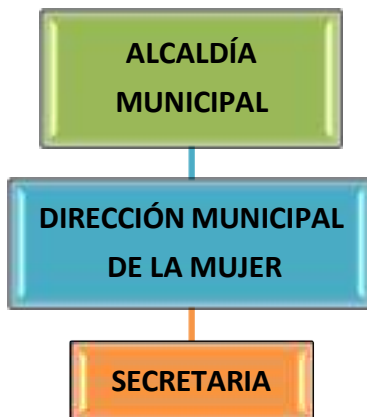 ALCALDÍA
MUNICIPAL
DIRECCIÓN MUNICIPAL
DE LA MUJER
SECRETARIA